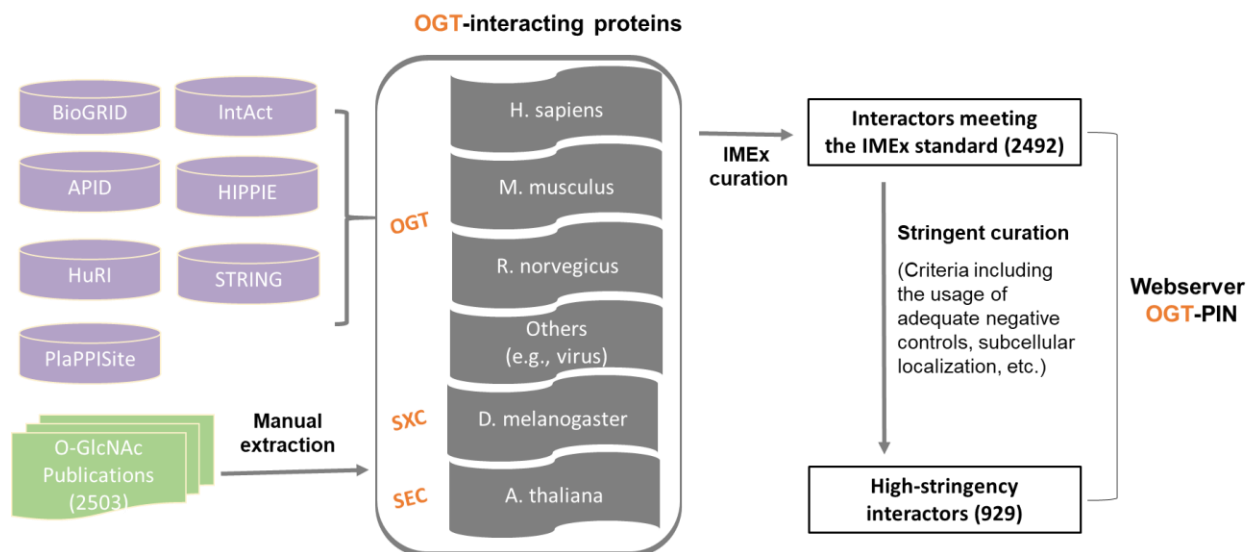 OGT-interacting proteins
BioGRID
IntAct
APID
HIPPIE
HuRI
STRING
PlaPPISite
O-GlcNAc
Publications
(2503)
Manual
extraction
OGT
SXC
SEC
H. sapiens
M. musculus
R. norvegicus
Others
(e.g., virus)
D. melanogaster
A. thaliana
IMEx
curation
Interactors meeting
the IMEx standard (2492)
Stringent curation
(Criteria including
the usage of
adequate negative
controls, subcellular
localization, etc.)
High-stringency
interactors (929)
Webserver
OGT-PIN